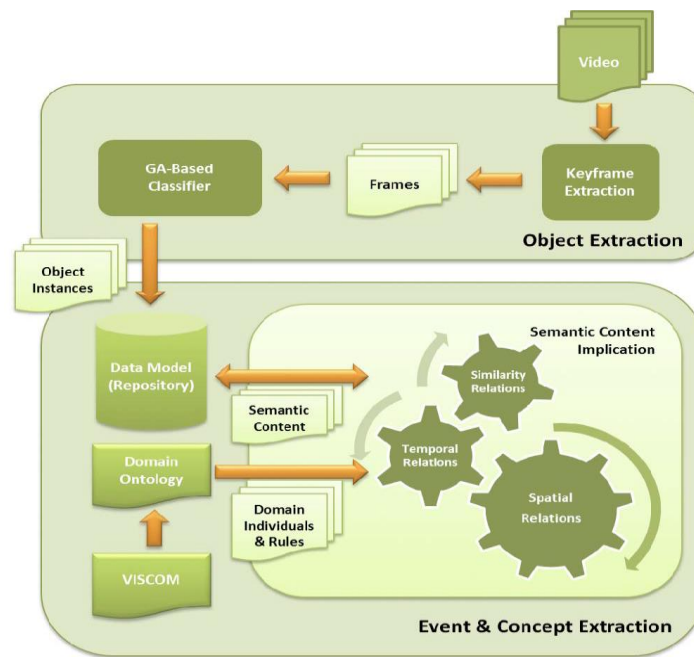 Video
GA-Based
Classifier
Frames
Keyframe
Extraction
Object Extraction
Object
Instances
Semantic Content
Implication
Data Model
(Repository)
Similarity
Relations
Semantic
Content
Temporal
Relations
Domain
Ontology
Domain
Individuals
& Rules
Spatial
Relations
VISCOM
Event & Concept Extraction